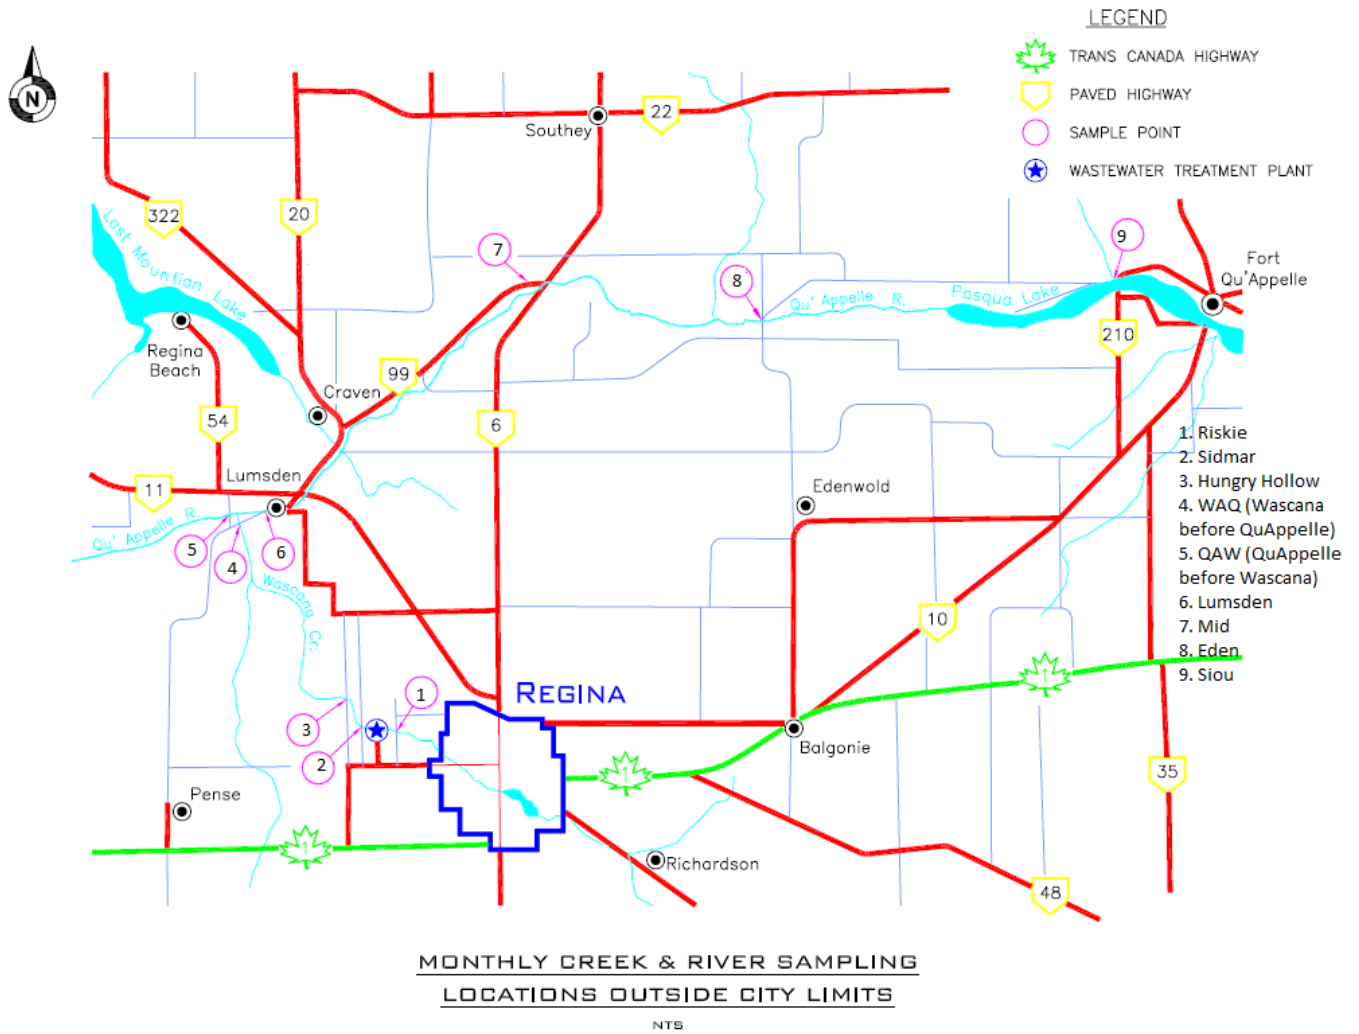 LEGEND
TRANS CANADA HIGHWAY
PAVED HIGHWAY
SAMPLE POINT
WASTEWATER TREATMENT PLANT
N
Southey
22
322
20
Last Mountian Lake
7
9
Fort
Qu'Appelle
8
Qu' Appelle R.
Pasqua Lake
Regina
Beach
210
99
Craven
54
6
Lumsden
11
Edenwold
Qu' Appelle R.
5
4
6
Wascana Cr.
10
1. Riskie
2. Sidmar
3. Hungry Hollow
4. WAQ (Wascana
before QuAppelle)
5. QAW (QuAppelle
before Wascana)
6. Lumsden
7. Mid
8. Eden
9. Siou
1
REGINA
1
3
2
Balgonie
1
35
Pense
1
Richardson
48
MONTHLY CREEK & RIVER SAMPLING
LOCATIONS OUTSIDE CITY LIMITS
NTS